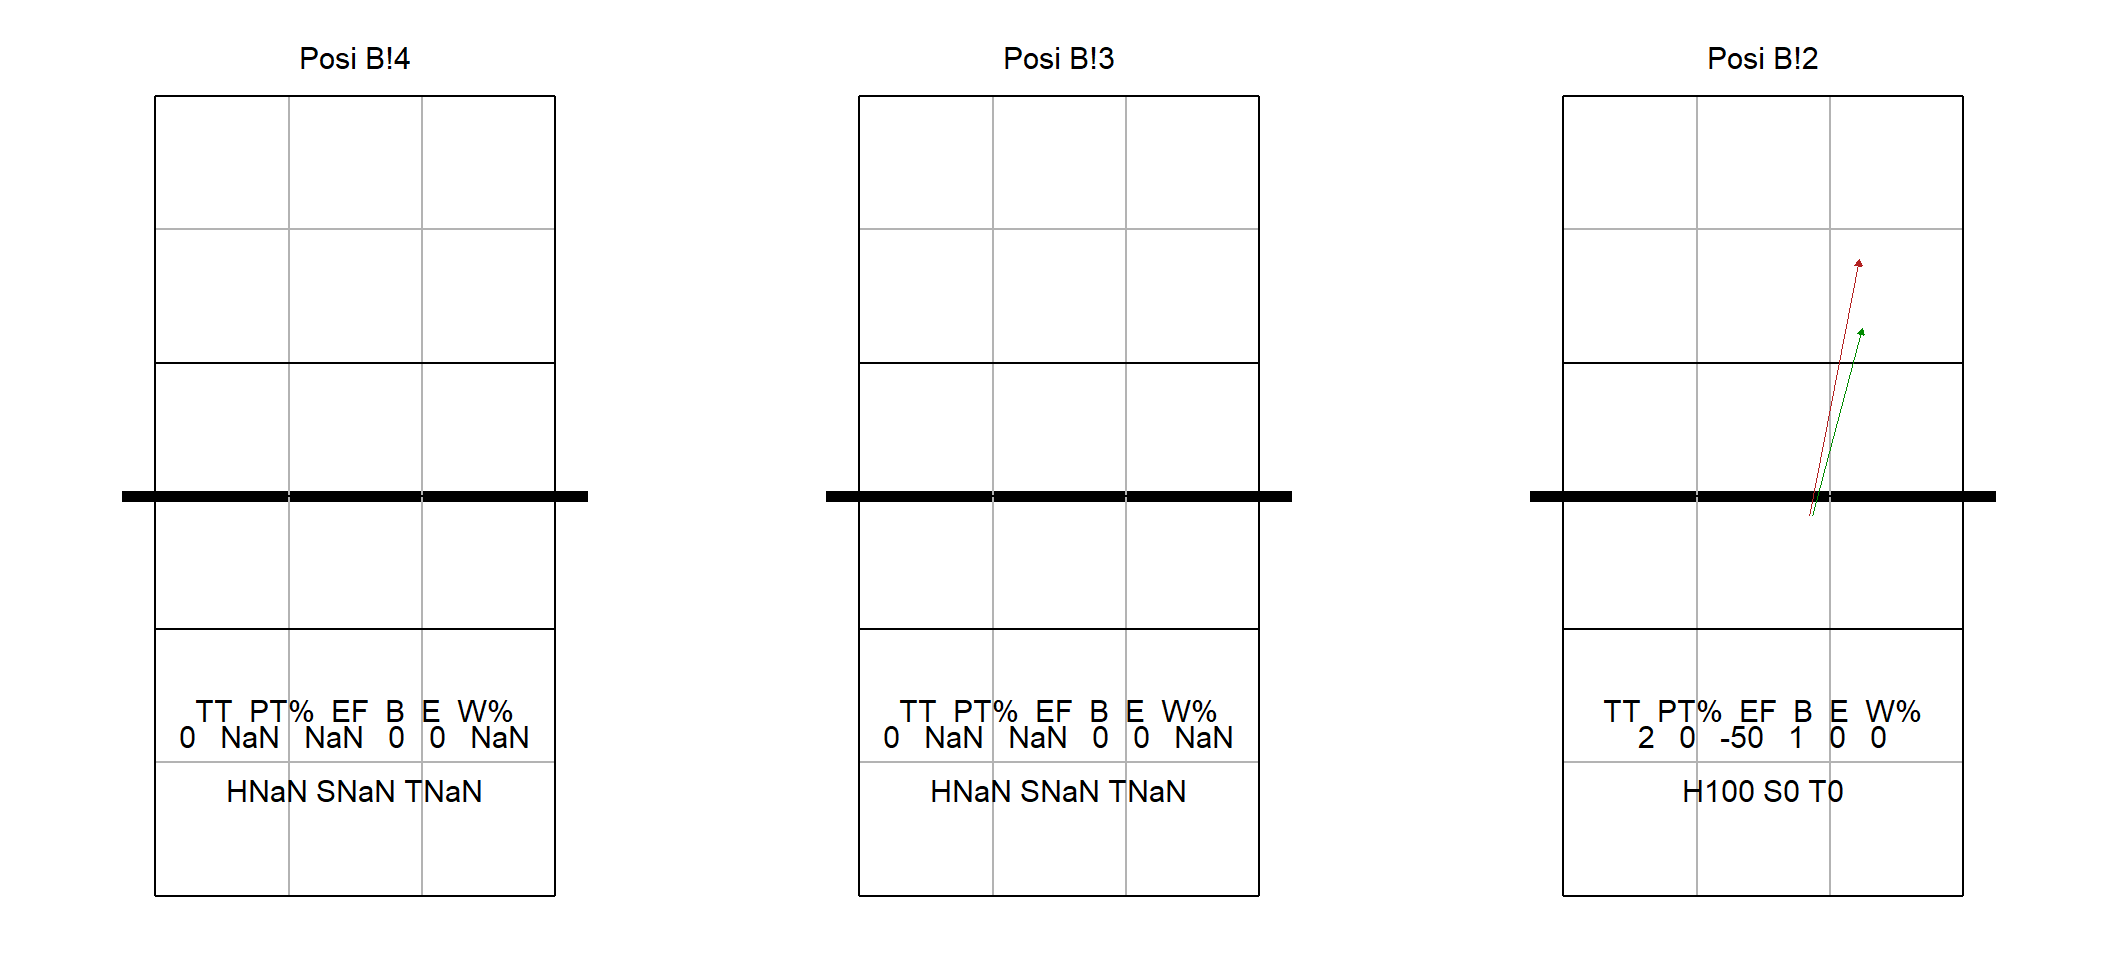 Posi B!4
TT PT% EF B E W%
0 NaN NaN 0 0 NaN
HNaN SNaN TNaN
Posi B!3
TT PT% EF B E W%
0 NaN NaN 0 0 NaN
HNaN SNaN TNaN
Posi B!2
TT PT% EF B E W%
2 0 -50 1 0 0
H100 S0 T0